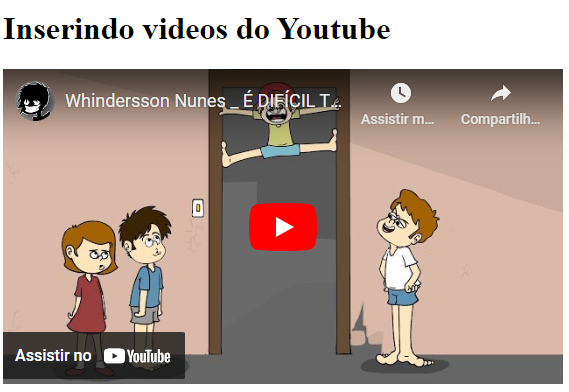 Inserindo videos do Youtube
Whindersson Nunes _ É DIFÍCIL T...
Assistir m...
Compartilh...
Assistir no YouTube